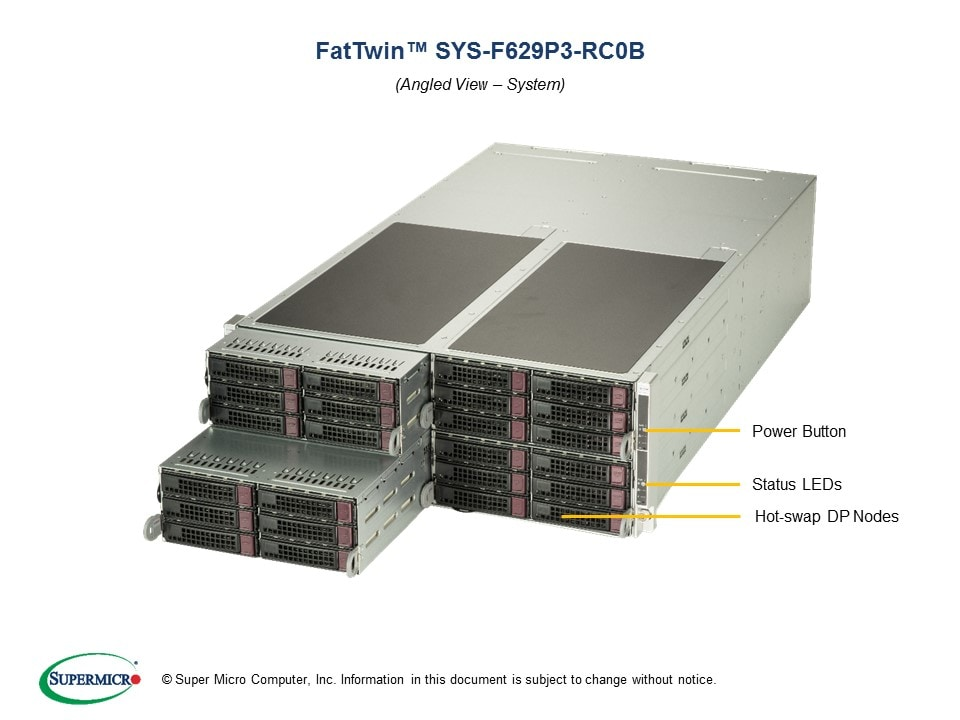 FatTwin™ SYS-F629P3-RC0B
(Angled View – System)
Power Button
Status LEDs
Hot-swap DP Nodes
SUPERMICRO
© Super Micro Computer, Inc. Information in this document is subject to change without notice.